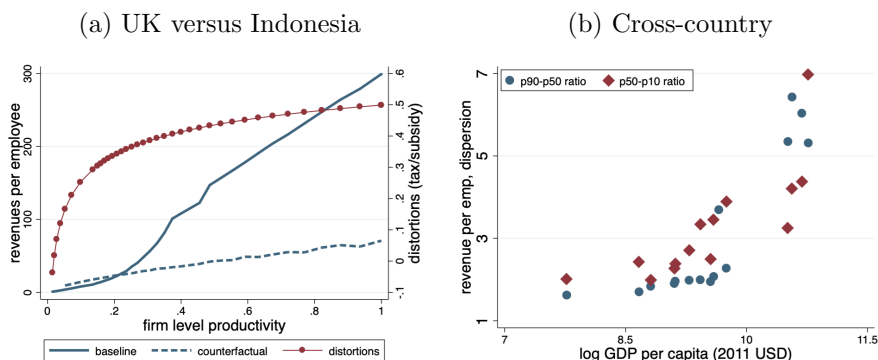 (a) UK versus Indonesia
revenues per employee
300
200
100
0
.6
.5
.4
.3
.2
.1
0
-.1
distortions (tax/subsidy)
0
.2
.4
.6
.8
1
firm level productivity
baseline
counterfactual
distortions
(b) Cross-country
p90-p50 ratio
p50-p10 ratio
revenue per emp, dispersion
7
5
3
1
7
8.5
10
11.5
log GDP per capita (2011 USD)